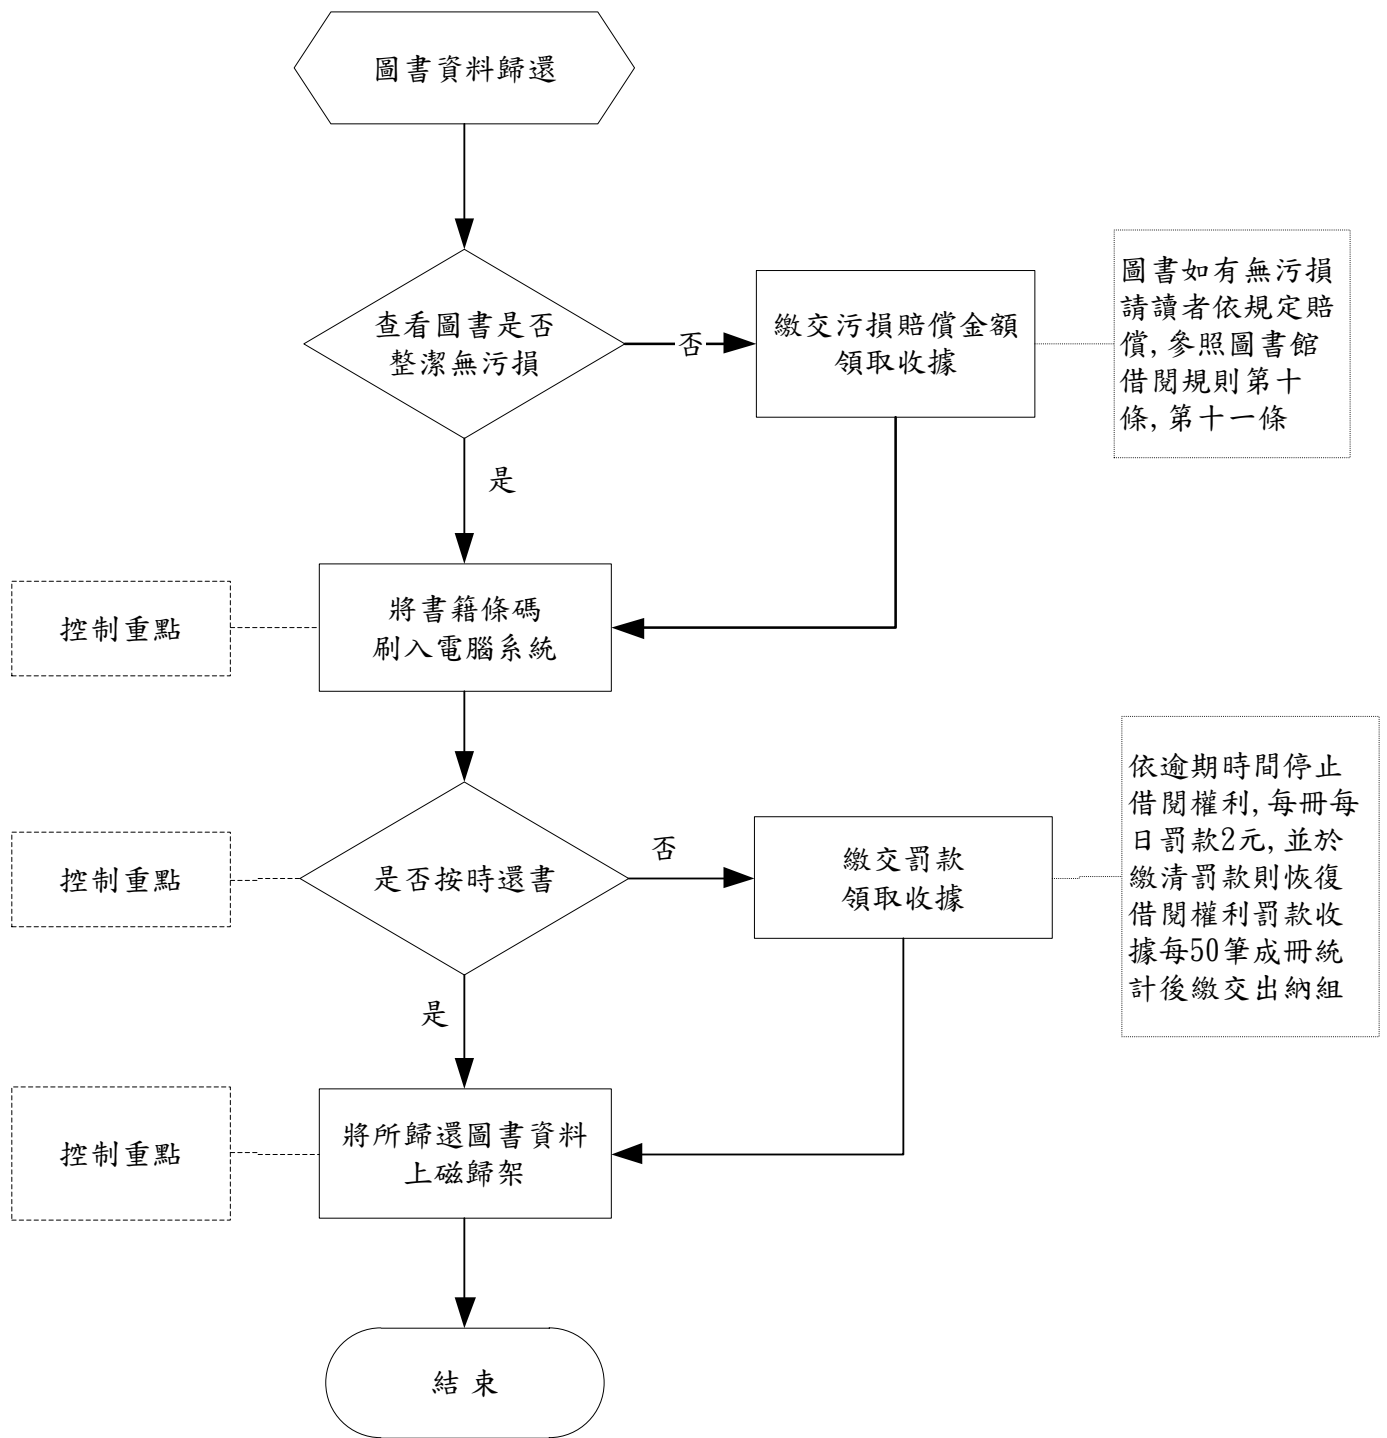 圖書資料歸還
查看圖書是否
整潔無污損
否
繳交污損賠償金額
領取收據
圖書如有無污損
請讀者依規定賠
償,參照圖書館
借閱規則第十
條,第十一條
是
控制重點
將書籍條碼
刷入電腦系統
控制重點
是否按時還書
否
繳交罰款
領取收據
依逾期時間停止
借閱權利,每冊每
日罰款2元,並於
繳清罰款則恢復
借閱權利罰款收
據每50筆成冊統
計後繳交出納組
是
控制重點
將所歸還圖書資料
上磁歸架
結束